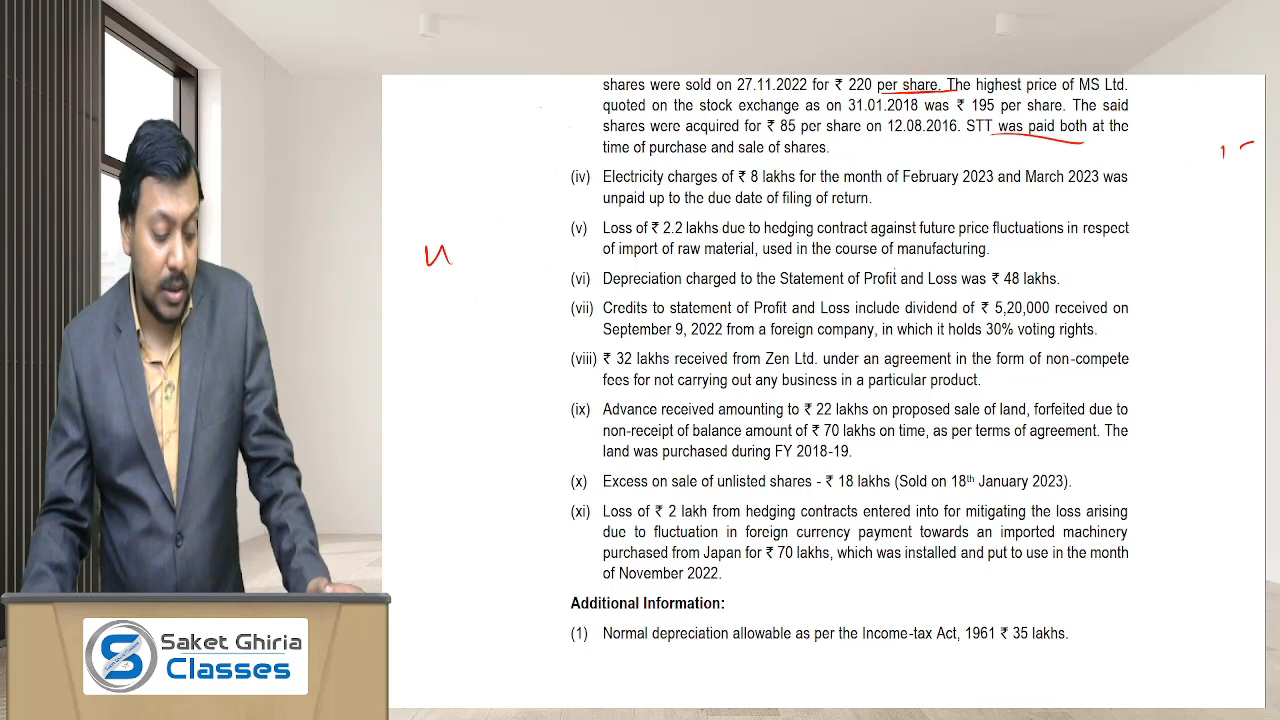 shares were sold on 27.11.2022 for ₹ 220 per share. The highest price of MS Ltd.
quoted on the stock exchange as on 31.01.2018 was ₹ 195 per share. The said
shares were acquired for ₹ 85 per share on 12.08.2016. STT was paid both at the
time of purchase and sale of shares.
(iv) Electricity charges of ₹ 8 lakhs for the month of February 2023 and March 2023 was
unpaid up to the due date of filing of return.
(v) Loss of ₹ 2.2 lakhs due to hedging contract against future price fluctuations in respect
of import of raw material, used in the course of manufacturing.
(vi) Depreciation charged to the Statement of Profit and Loss was ₹ 48 lakhs.
(vii) Credits to statement of Profit and Loss include dividend of ₹ 5,20,000 received on
September 9, 2022 from a foreign company, in which it holds 30% voting rights.
(viii) ₹ 32 lakhs received from Zen Ltd. under an agreement in the form of non-compete
fees for not carrying out any business in a particular product.
(ix) Advance received amounting to ₹ 22 lakhs on proposed sale of land, forfeited due to
non-receipt of balance amount of ₹ 70 lakhs on time, as per terms of agreement. The
land was purchased during FY 2018-19.
(x) Excess on sale of unlisted shares - ₹ 18 lakhs (Sold on 18th January 2023).
(xi) Loss of ₹ 2 lakh from hedging contracts entered into for mitigating the loss arising
due to fluctuation in foreign currency payment towards an imported machinery
purchased from Japan for ₹ 70 lakhs, which was installed and put to use in the month
of November 2022.
Additional Information:
(1) Normal depreciation allowable as per the Income-tax Act, 1961 ₹ 35 lakhs.
S Saket Ghiria
Classes